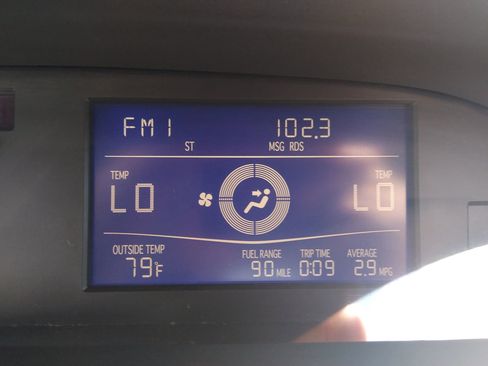 FM1 102.3
ST MSG RDS
TEMP TEMP
LO LO
OUTSIDE TEMP FUEL RANGE TRIP TIME AVERAGE
79°F 90 MILE 0:09 2.9 MPG